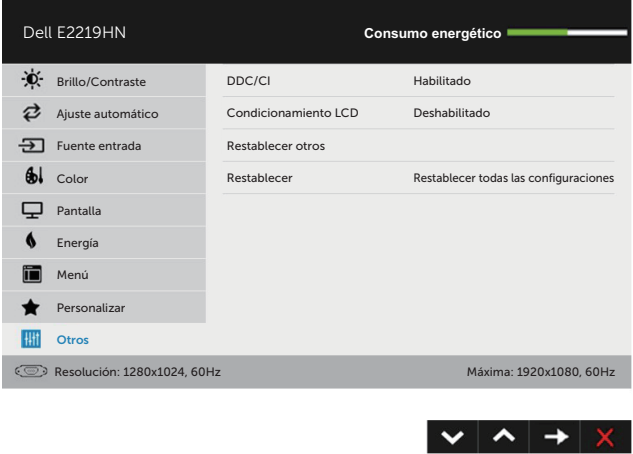 Dell E2219HN Consumo energético
Brillo/Contraste DDC/CI Habilitado
Ajuste automático Condicionamiento LCD Deshabilitado
Fuente entrada Restablecer otros
Color Restablecer Restablecer todas las configuraciones
Pantalla
Energía
Menú
Personalizar
Otros
Resolución: 1280x1024, 60Hz Máxima: 1920x1080, 60Hz